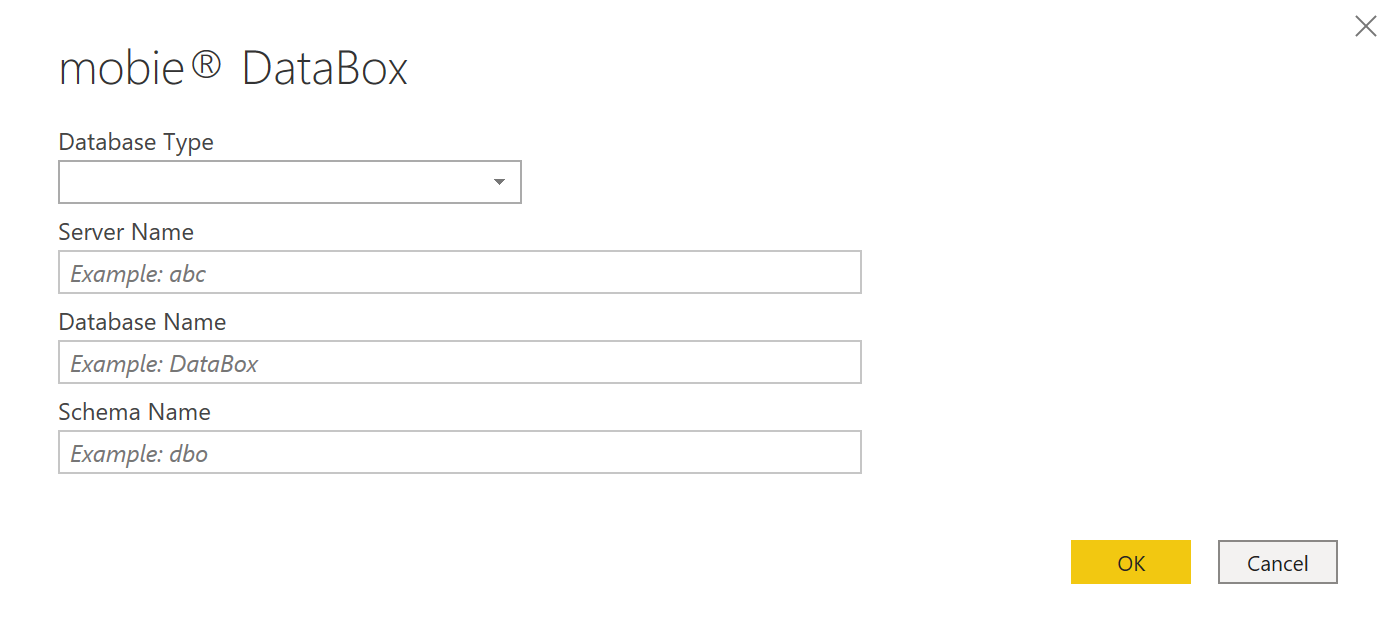 mobie® DataBox
Database Type
Server Name
Example: abc
Database Name
Example: DataBox
Schema Name
Example: dbo
OK
Cancel